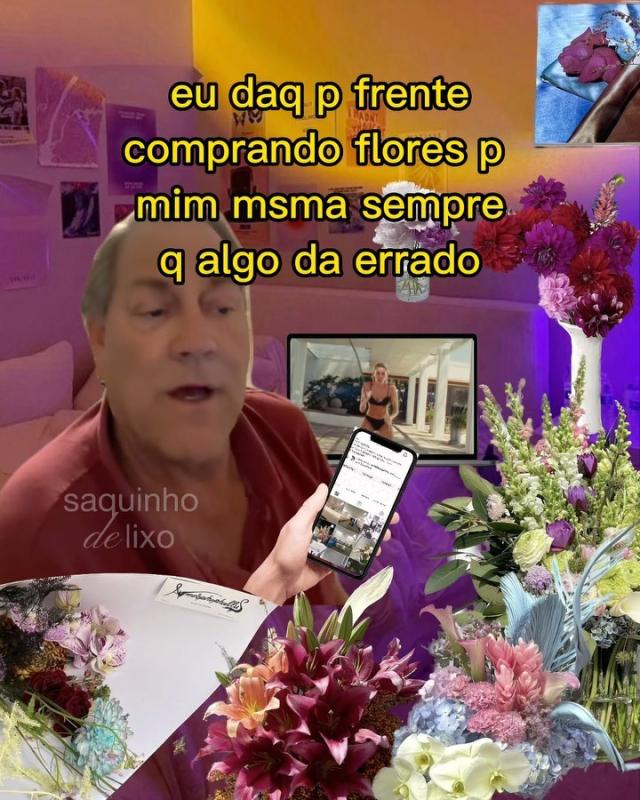 eu daq p frente
comprando flores p
mim msma sempre
q algo da errado
saquinho
de lixo